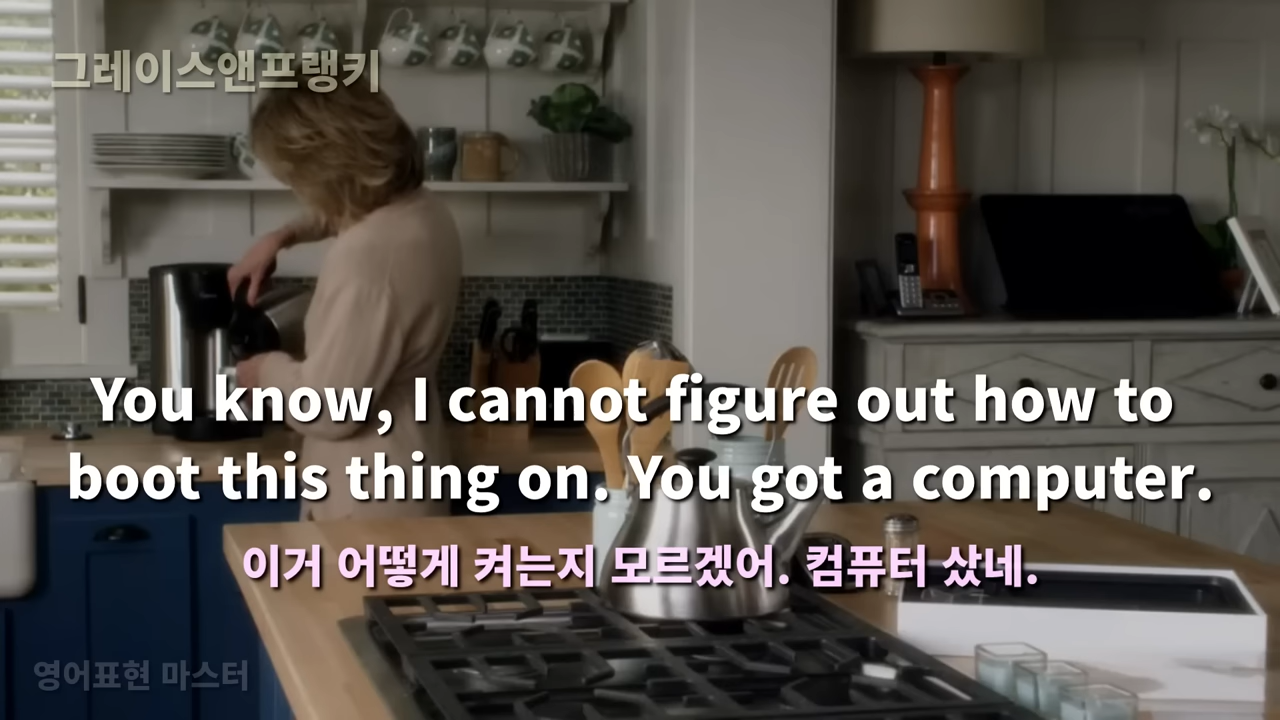 그레이스앤프랭키
You know, I cannot figure out how to
boot this thing on. You got a computer.
이거 어떻게 켜는지 모르겠어. 컴퓨터 샀네.
영어표현 마스터